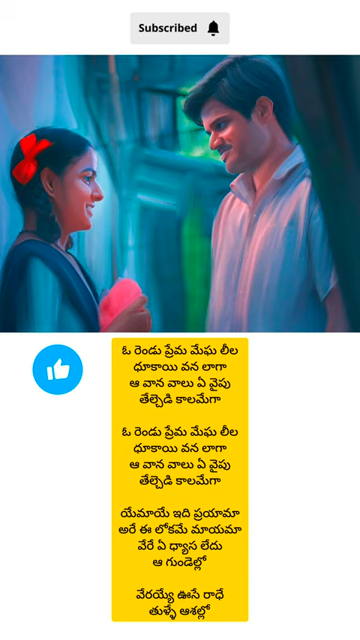 Subscribed
ఓ రెండు ప్రేమ మేఘ లీల
ధూకాయి వన లాగా
ఆ వాన వాలు ఏ వైపు
తేల్చెడి కాలమేగా
ఓ రెండు ప్రేమ మేఘ లీల
ధూకాయి వన లాగా
ఆ వాన వాలు ఏ వైపు
తేల్చెడి కాలమేగా
యేమాయే ఇది ప్రయామా
అరే ఈ లోకమే మాయమా
వేరే ఏ ధ్యాస లేదు
ఆ గుండెల్లో
వేరయ్యే ఊసే రాధే
తుళ్ళే ఆశల్లో